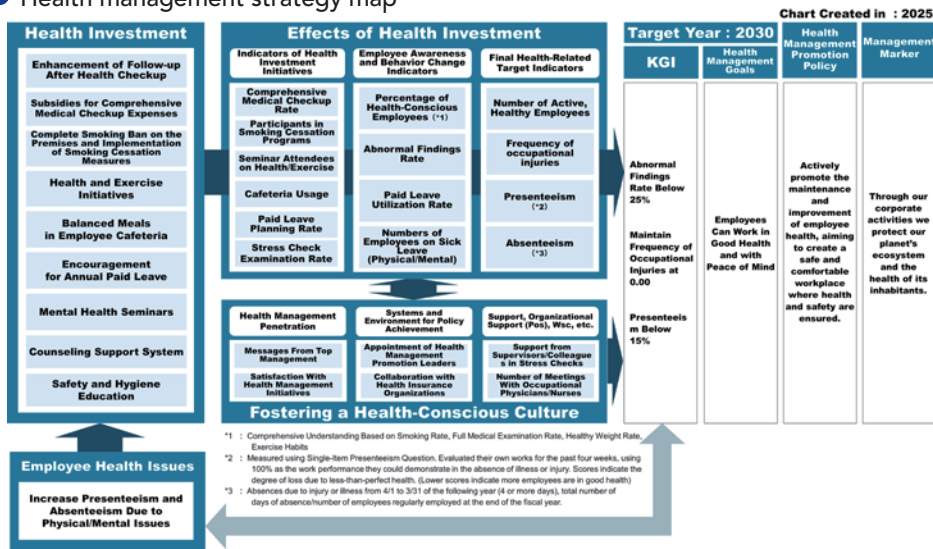 Health management strategy map
Chart Created in : 2025
Health Investment
Enhancement of Follow-up
After Health Checkup
Subsidies for Comprehensive
Medical Checkup Expenses
Complete Smoking Ban on the
Premises and Implementation
of Smoking Cessation
Measures
Health and Exercise
Initiatives
Balanced Meals
in Employee Cafeteria
Encouragement
for Annual Paid Leave
Mental Health Seminars
Counseling Support System
Safety and Hygiene
Education
Effects of Health Investment
Indicators of Health
Investment
Initiatives
Comprehensive
Medical Checkup
Rate
Participants in
Smoking Cessation
Programs
Seminar Attendees
on Health/Exercise
Cafeteria Usage
Paid Leave
Planning Rate
Stress Check
Examination Rate
Employee Awareness
and Behavior Change
Indicators
Percentage of
Health-Conscious
Employees (*1)
Abnormal Findings
Rate
Paid Leave
Utilization Rate
Numbers of
Employees on Sick
Leave
(Physical/Mental)
Final Health-Related
Target Indicators
Number of Active,
Healthy Employees
Frequency of
occupational
injuries
Presenteeism
(*2)
Absenteeism
(*3)
Health Management
Penetration
Messages From Top
Management
Satisfaction With
Health Management
Initiatives
Systems and
Environment for Policy
Achievement
Appointment of Health
Management
Promotion Leaders
Collaboration with
Health Insurance
Organizations
Support, Organizational
Support (Pos), Wsc, etc.
Support from
Supervisors/Colleague
s in Stress Checks
Number of Meetings
With Occupational
Physicians/Nurses
Fostering a Health-Conscious Culture
Target Year : 2030
KGI
Abnormal
Findings
Rate Below
25%
Maintain
Frequency of
Occupational
Injuries at
0.00
Presenteeis
m Below
15%
Health
Management
Goals
Employees
Can Work in
Good Health
and with
Peace of Mind
Health
Management
Promotion
Policy
Actively
promote the
maintenance
and
improvement
of employee
health, aiming
to create a
safe and
comfortable
workplace
where health
and safety are
ensured.
Management
Marker
Through our
corporate
activities we
protect our
planet's
ecosystem
and the
health of its
inhabitants.
Employee Health Issues
Increase Presenteeism and
Absenteeism Due to
Physical/Mental Issues
*1 : Comprehensive Understanding Based on Smoking Rate, Full Medical Examination Rate, Healthy Weight Rate,
Exercise Habits
*2 : Measured using Single-Item Presenteeism Question. Evaluated their own works for the past four weeks, using
100% as the work performance they could demonstrate in the absence of illness or injury. Scores indicate the
degree of loss due to less-than-perfect health. (Lower scores indicate more employees are in good health)
*3 : Absences due to injury or illness from 4/1 to 3/31 of the following year (4 or more days), total number of
days of absence/number of employees regularly employed at the end of the fiscal year.